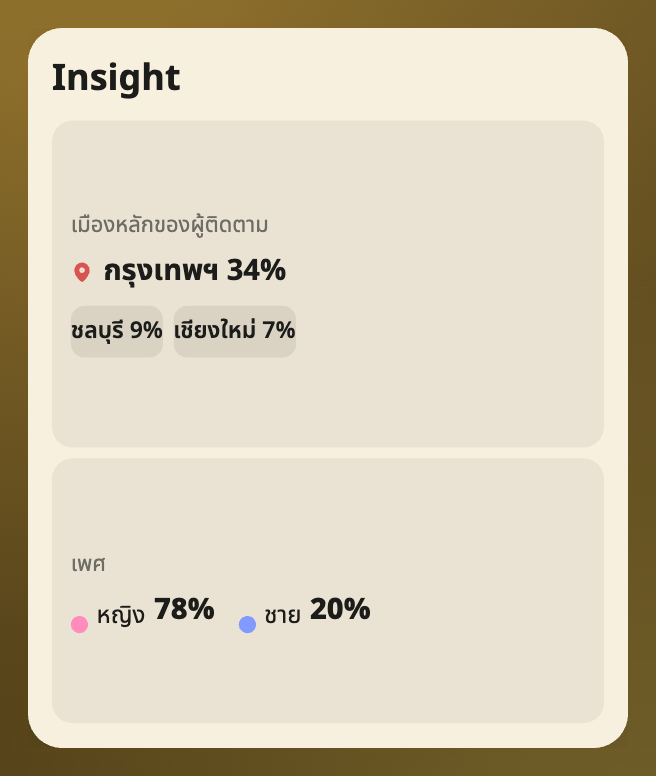 Insight
เมืองหลักของผู้ติดตาม
กรุงเทพฯ 34%
ชลบุรี 9% เชียงใหม่ 7%
เพศ
หญิง 78% ชาย 20%